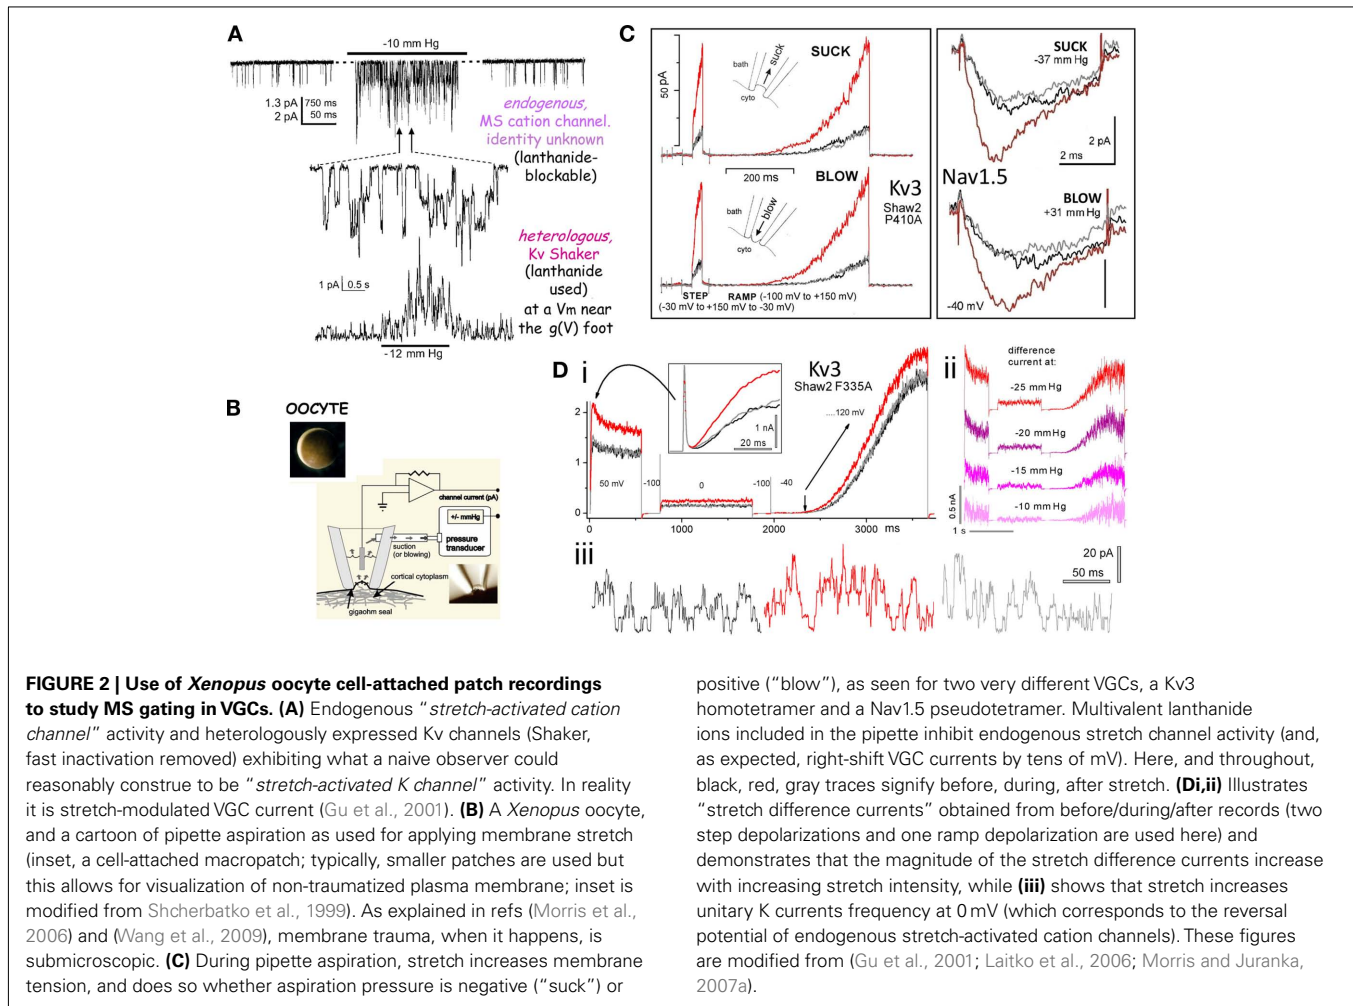 A
-10 mm Hg
1.3 pA 750 ms
2 pA 50 ms
endogenous,
MS cation channel.
identity unknown
(lanthanide-
blockable)
heterologous,
Kv Shaker
(lanthanide
used)
at a Vm near
the g(V) foot
1 pA 0.5 s
-12 mm Hg
B
OOCYTE
channel current (pA)
+/- mmHg
pressure
transducer
suction
(or blowing)
cortical cytoplasm
gigaohm seal
C
50 pA
SUCK
bath
suck
cyto
200 ms
BLOW
bath
blow
cyto
Kv3
Shaw2
P410A
STEP
(-30 mV to +150 mV to -30 mV)
RAMP (-100 mV to +150 mV)
SUCK
-37 mm Hg
2 pA
2 ms
Nav1.5
BLOW
+31 mm Hg
-40 mV
D i
Kv3
Shaw2 F335A
....120 mV
1 nA
20 ms
2
1
0
50 mV
-100
0
-100
-40
0
1000
2000
3000
ms
ii
difference
current at:
-25 mm Hg
-20 mm Hg
-15 mm Hg
-10 mm Hg
0.5 nA
1 s
iii
20 pA
50 ms
FIGURE 2 | Use of Xenopus oocyte cell-attached patch recordings
to study MS gating in VGCs. (A) Endogenous “stretch-activated cation
channel” activity and heterologously expressed Kv channels (Shaker,
fast inactivation removed) exhibiting what a naive observer could
reasonably construe to be “stretch-activated K channel” activity. In reality
it is stretch-modulated VGC current (Gu et al., 2001). (B) A Xenopus oocyte,
and a cartoon of pipette aspiration as used for applying membrane stretch
(inset, a cell-attached macropatch; typically, smaller patches are used but
this allows for visualization of non-traumatized plasma membrane; inset is
modified from Shcherbatko et al., 1999). As explained in refs (Morris et al.,
2006) and (Wang et al., 2009), membrane trauma, when it happens, is
submicroscopic. (C) During pipette aspiration, stretch increases membrane
tension, and does so whether aspiration pressure is negative (“suck”) or
positive (“blow”), as seen for two very different VGCs, a Kv3
homotetramer and a Nav1.5 pseudotetramer. Multivalent lanthanide
ions included in the pipette inhibit endogenous stretch channel activity (and,
as expected, right-shift VGC currents by tens of mV). Here, and throughout,
black, red, gray traces signify before, during, after stretch. (Di,ii) Illustrates
“stretch difference currents” obtained from before/during/after records (two
step depolarizations and one ramp depolarization are used here) and
demonstrates that the magnitude of the stretch difference currents increase
with increasing stretch intensity, while (iii) shows that stretch increases
unitary K currents frequency at 0 mV (which corresponds to the reversal
potential of endogenous stretch-activated cation channels). These figures
are modified from (Gu et al., 2001; Laitko et al., 2006; Morris and Juranka,
2007a).